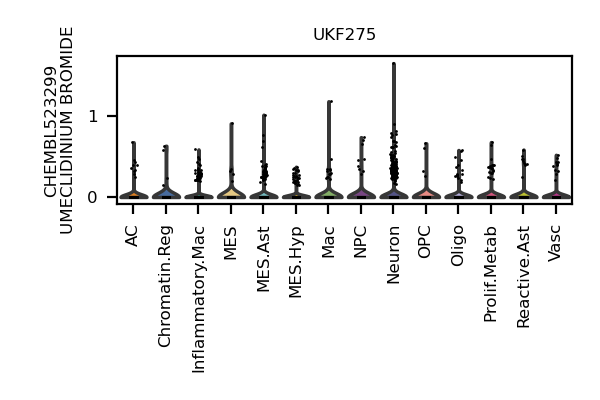 UKF275
CHEMBL523299
UMECLIDINIUM BROMIDE
1
0
AC
Chromatin.Reg
Inflammatory.Mac
MES
MES.Ast
MES.Hyp
Mac
NPC
Neuron
OPC
Oligo
Prolif.Metab
Reactive.Ast
Vasc